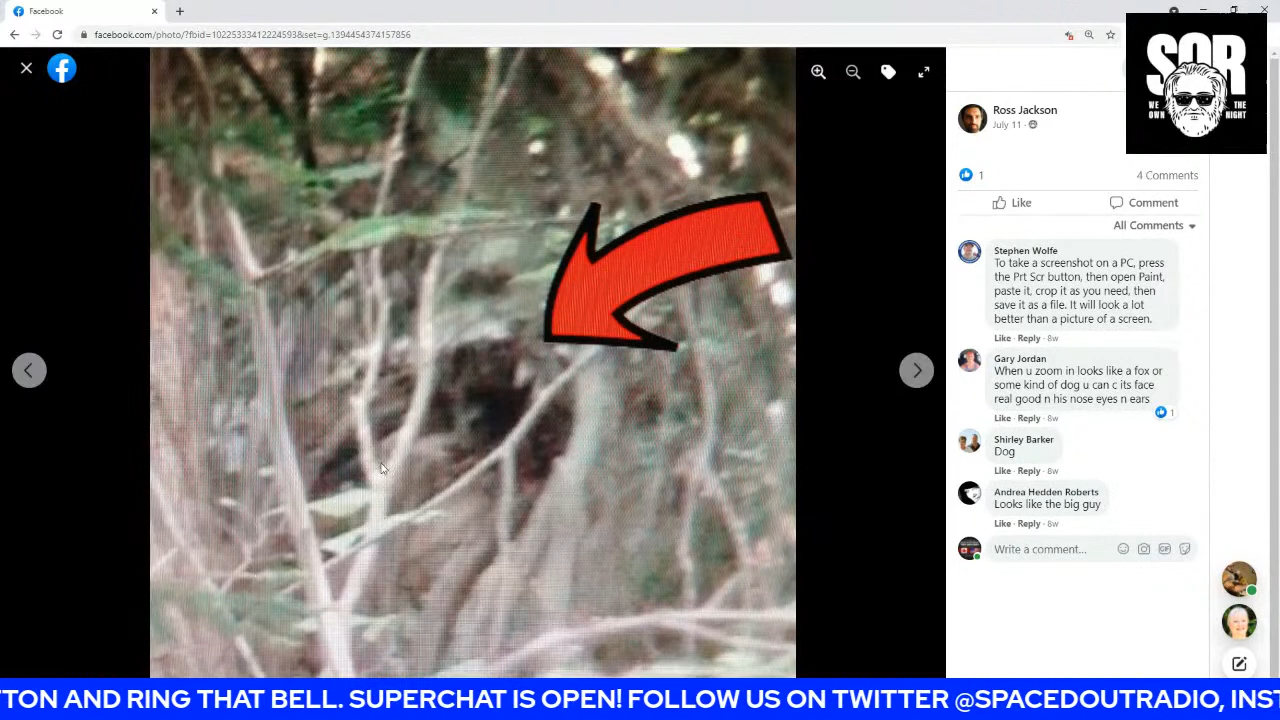 Facebook
facebook.com/photo/?fbid=10225333412224593&set=g.1394454374157856
SOR
WE THE
OWN NIGHT
Ross Jackson
July 11 ·
1
4 Comments
Like
Comment
All Comments
Stephen Wolfe
To take a screenshot on a PC, press
the Prt Scr button, then open Paint,
paste it, crop it as you need, then
save it as a file. It will look a lot
better than a picture of a screen.
Like · Reply · 8w
Gary Jordan
When u zoom in looks like a fox or
some kind of dog u can c its face
real good n his nose eyes n ears
Like · Reply · 8w
1
Shirley Barker
Dog
Like · Reply · 8w
Andrea Hedden Roberts
Looks like the big guy
Like · Reply · 8w
Write a comment...
GIF
TTON AND RING THAT BELL. SUPERCHAT IS OPEN! FOLLOW US ON TWITTER @SPACEDOUTRADIO, INST